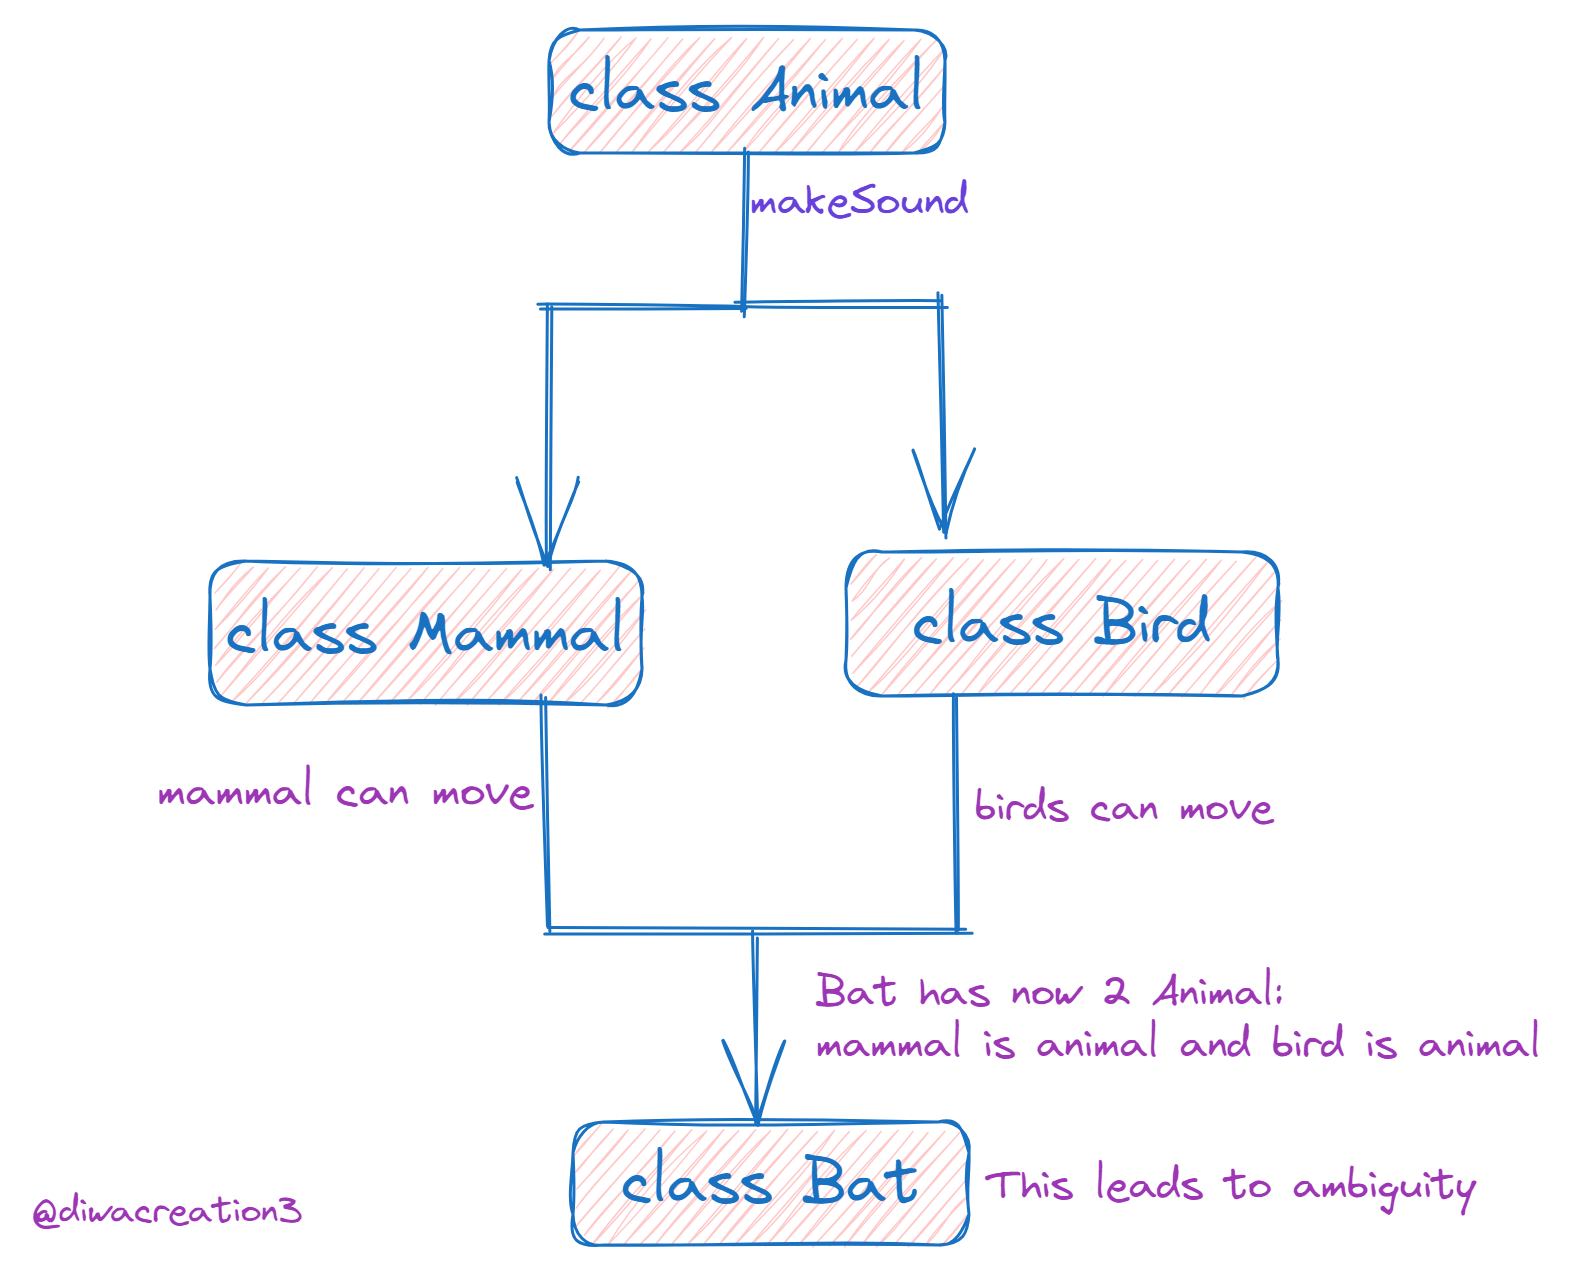 class Animal
makeSound
class Mammal
class Bird
mammal can move
birds can move
Bat has now 2 Animal:
mammal is animal and bird is animal
class Bat
This leads to ambiguity
@diwacreation3